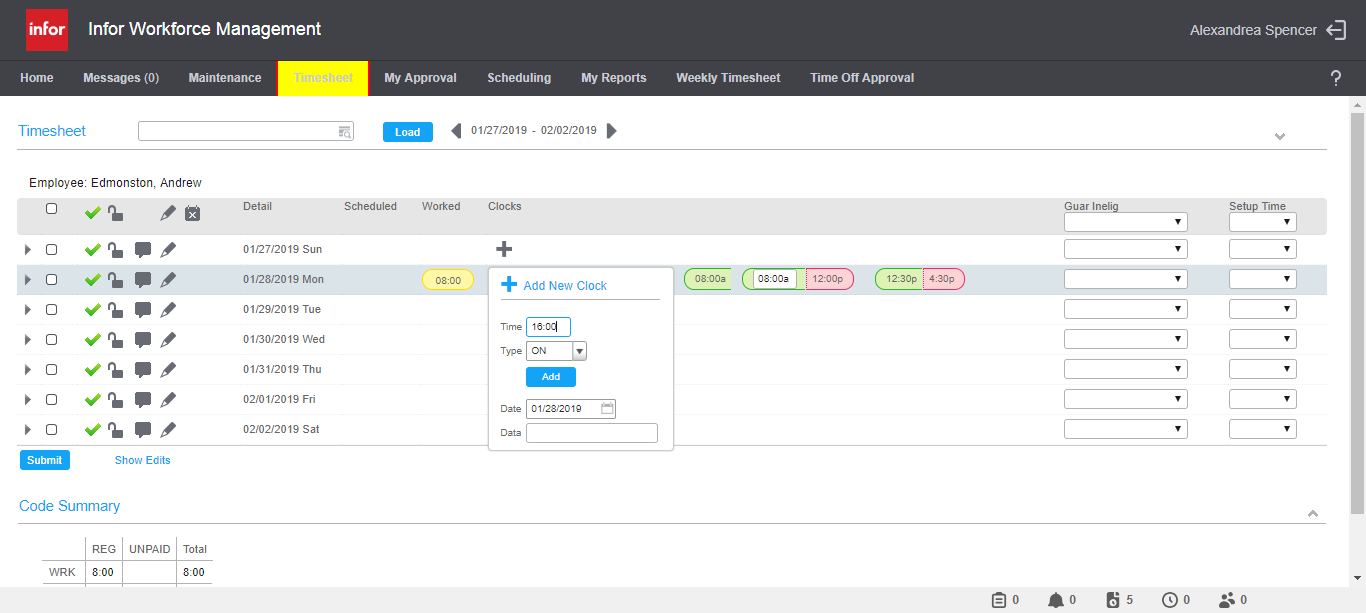 infor Infor Workforce Management Alexandrea Spencer
Home Messages (0) Maintenance Timesheet My Approval Scheduling My Reports Weekly Timesheet Time Off Approval ?
Timesheet Load 01/27/2019 - 02/02/2019
Employee: Edmonston, Andrew
Detail Scheduled Worked Clocks Guar Inelig Setup Time
01/27/2019 Sun
01/28/2019 Mon 08:00 08:00a 08:00a 12:00p 12:30p 4:30p
Add New Clock
01/29/2019 Tue
Time 16:00
01/30/2019 Wed
Type ON
01/31/2019 Thu
Add
02/01/2019 Fri
Date 01/28/2019
02/02/2019 Sat
Data
Submit Show Edits
Code Summary
REG UNPAID Total
WRK 8:00 8:00
0 0 5 0 0